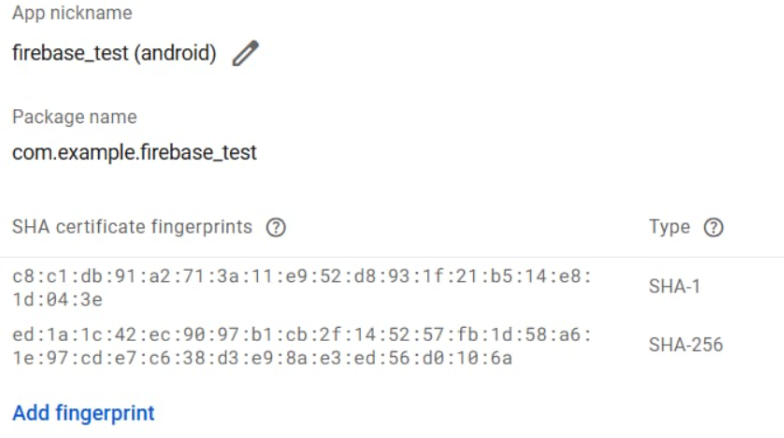 App nickname
firebase_test (android)
Package name
com.example.firebase_test
SHA certificate fingerprints Type
c8:c1:db:91:a2:71:3a:11:e9:52:d8:93:1f:21:b5:14:e8:
1d:04:3e
SHA-1
ed:1a:1c:42:ec:90:97:b1:cb:2f:14:52:57:fb:1d:58:a6:
1e:97:cd:e7:c6:38:d3:e9:8a:e3:ed:56:d0:10:6a
SHA-256
Add fingerprint